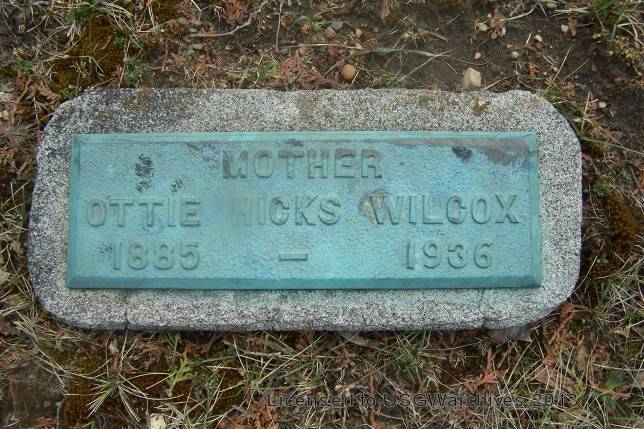 MOTHER
OTTIE HICKS WILCOX
1885 — 1936
Licensed to USGWarchives 2013